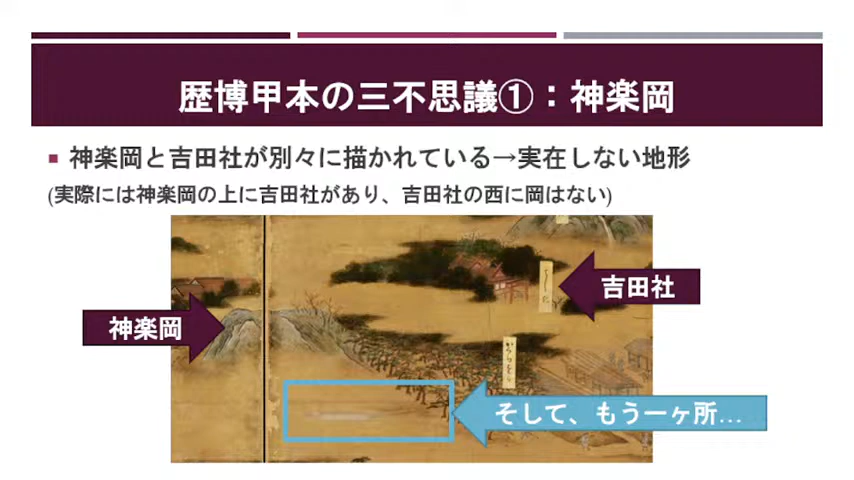 歴博甲本の三不思議①：神楽岡
■ 神楽岡と吉田社が別々に描かれている→実在しない地形
(実際には神楽岡の上に吉田社があり、吉田社の西に岡はない)
吉田社
神楽岡
そして、もう一ヶ所…